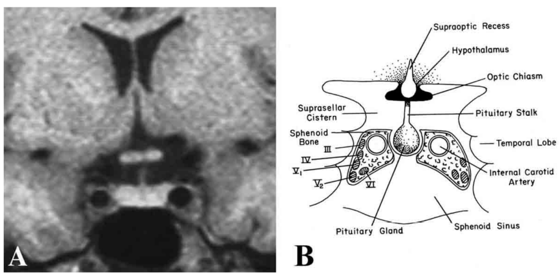 A
B
Supraoptic Recess
Hypothalamus
Optic Chiasm
Suprasellar
Cistern
Pituitary Stalk
Sphenoid
Bone
III
IV
V1
V2
VI
Temporal Lobe
Internal Carotid
Artery
Sphenoid Sinus
Pituitary Gland